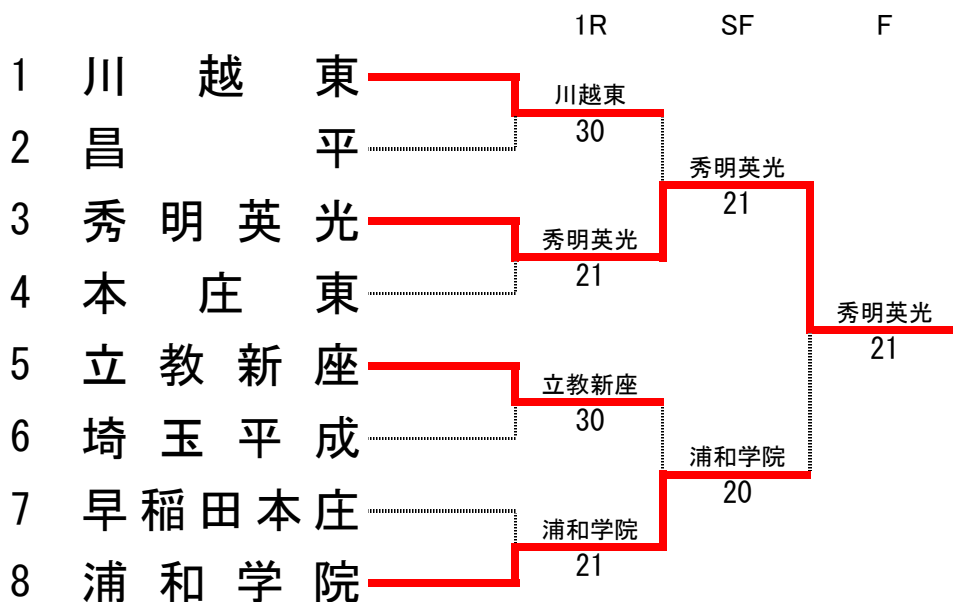 1R SF F
1 川越東
2 昌平
3 秀明英光
4 本庄東
5 立教新座
6 埼玉平成
7 早稲田本庄
8 浦和学院
川越東
30
秀明英光
21
立教新座
30
浦和学院
21
秀明英光
21
浦和学院
20
秀明英光
21